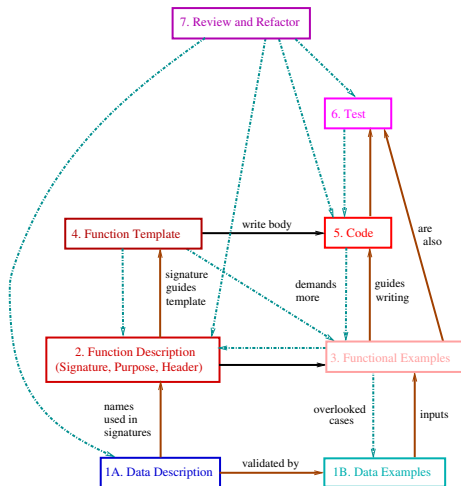 7. Review and Refactor
6. Test
are
also
4. Function Template
write body
5. Code
signature
guides
template
demands
more
guides
writing
2. Function Description
(Signature, Purpose, Header)
3. Functional Examples
names
used in
signatures
overlooked
cases
inputs
1A. Data Description
validated by
1B. Data Examples